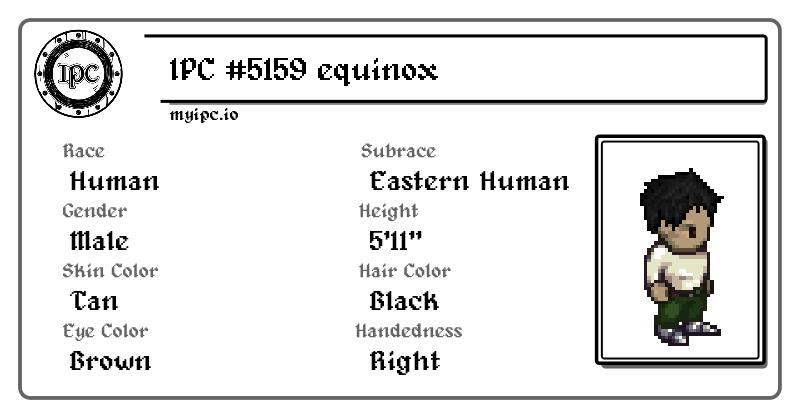 IPC
IPC #5159 equinox
myipc.io
Race
Subrace
Human
Eastern Human
Gender
Height
Male
5'11"
Skin Color
Hair Color
Tan
Black
Eye Color
Handedness
Brown
Right